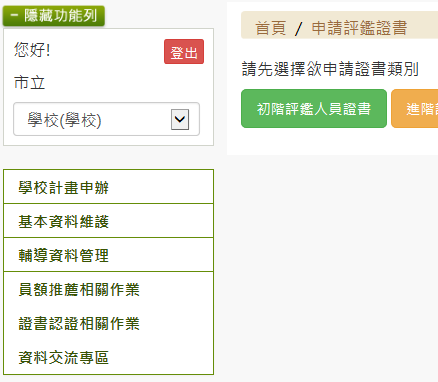 − 隱藏功能列
您好!
登出
市立
學校(學校)
學校計畫申辦
基本資料維護
輔導資料管理
員額推薦相關作業
證書認證相關作業
資料交流專區
首頁 / 申請評鑑證書
請先選擇欲申請證書類別
初階評鑑人員證書
進階